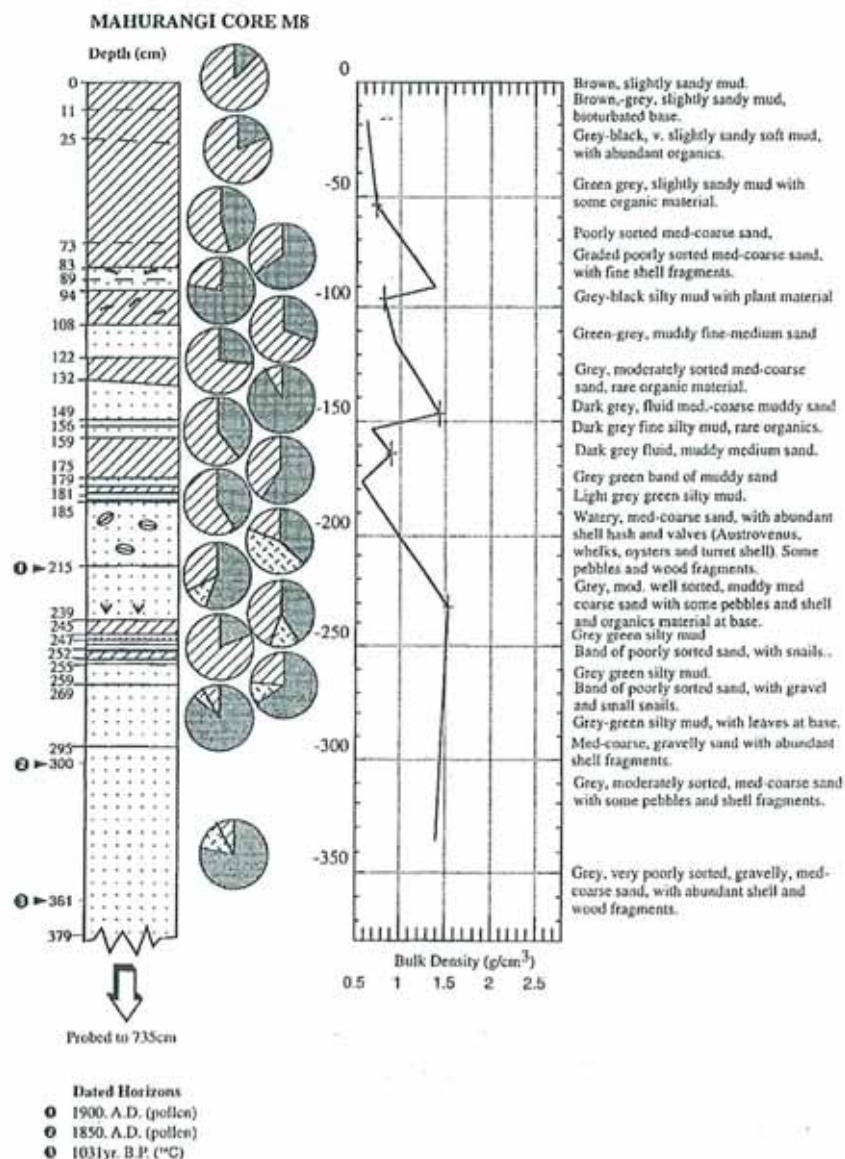 MAHURANGI CORE M8
Depth (cm)
0
11
25
73
83
89
94
108
122
132
149
156
159
175
179
181
185
❶ ►215
239
245
247
252
255
259
269
295
❷ ►300
❸ ►361
379
Probed to 735cm
0
-50
-100
-150
-200
-250
-300
-350
Bulk Density (g/cm³)
0.5 1 1.5 2 2.5
Brown, slightly sandy mud.
Brown,-grey, slightly sandy mud,
bioturbated base.
Grey-black, v. slightly sandy soft mud,
with abundant organics.
Green grey, slightly sandy mud with
some organic material.
Poorly sorted med-coarse sand,
Graded poorly sorted med-coarse sand,
with fine shell fragments.
Grey-black silty mud with plant material
Green-grey, muddy fine-medium sand
Grey, moderately sorted med-coarse
sand, rare organic material.
Dark grey, fluid med.-coarse muddy sand
Dark grey fine silty mud, rare organics.
Dark grey fluid, muddy medium sand.
Grey green band of muddy sand
Light grey green silty mud.
Watery, med-coarse sand, with abundant
shell hash and valves (Austrovenus,
whelks, oysters and turret shell). Some
pebbles and wood fragments.
Grey, mod. well sorted, muddy med
coarse sand with some pebbles and shell
and organics material at base.
Grey green silty mud
Band of poorly sorted sand, with snails..
Grey green silty mud.
Band of poorly sorted sand, with gravel
and small snails.
Grey-green silty mud, with leaves at base.
Med-coarse, gravelly sand with abundant
shell fragments.
Grey, moderately sorted, med-coarse sand
with some pebbles and shell fragments.
Grey, very poorly sorted, gravelly, med-
coarse sand, with abundant shell and
wood fragments.
Dated Horizons
❶ 1900. A.D. (pollen)
❷ 1850. A.D. (pollen)
❸ 1031yr. B.P. (¹⁴C)